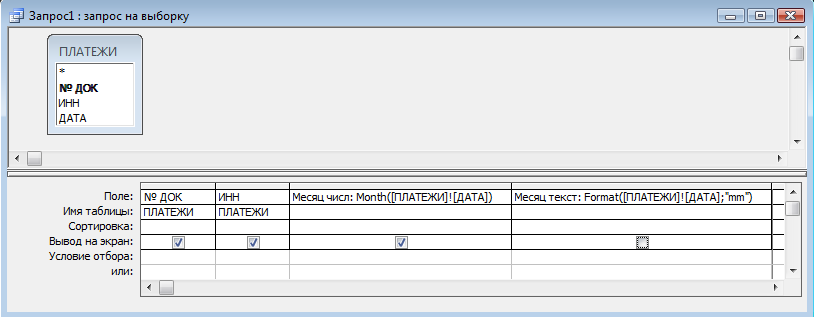 Запрос1 : запрос на выборку
ПЛАТЕЖИ
*
№ ДОК
ИНН
ДАТА
Поле: № ДОК ИНН Месяц числ: Month([ПЛАТЕЖИ]![ДАТА]) Месяц текст: Format([ПЛАТЕЖИ]![ДАТА];"mm")
Имя таблицы: ПЛАТЕЖИ ПЛАТЕЖИ
Сортировка:
Вывод на экран:
Условие отбора:
или: